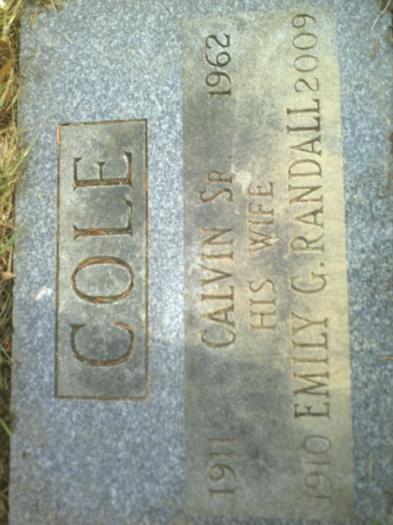 COLE
1911 CALVIN SR. 1962
HIS WIFE
1910 EMILY G. RANDALL 2009